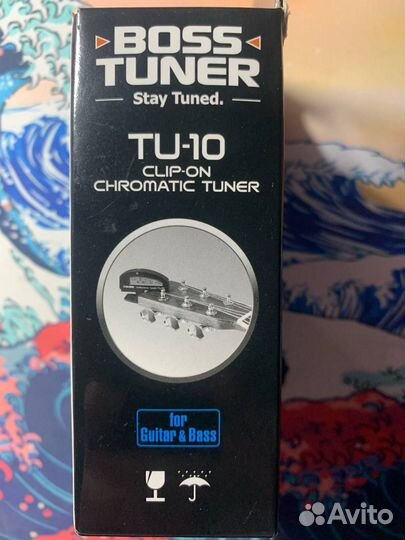 BOSS
TUNER
Stay Tuned.
TU-10
CLIP-ON
CHROMATIC TUNER
for
Guitar & Bass
Avito